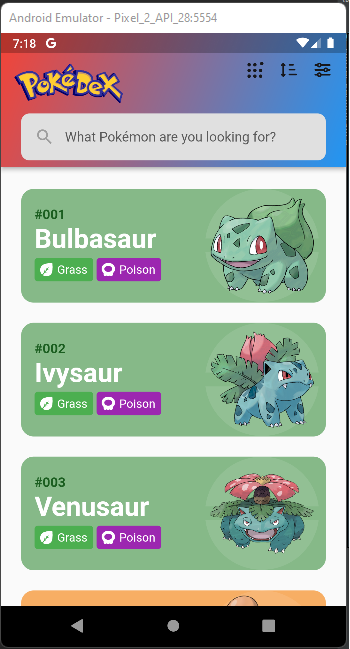 Android Emulator - Pixel_2_API_28:5554
7:18 G
POKéDEX
What Pokémon are you looking for?
#001
Bulbasaur
Grass Poison
#002
Ivysaur
Grass Poison
#003
Venusaur
Grass Poison